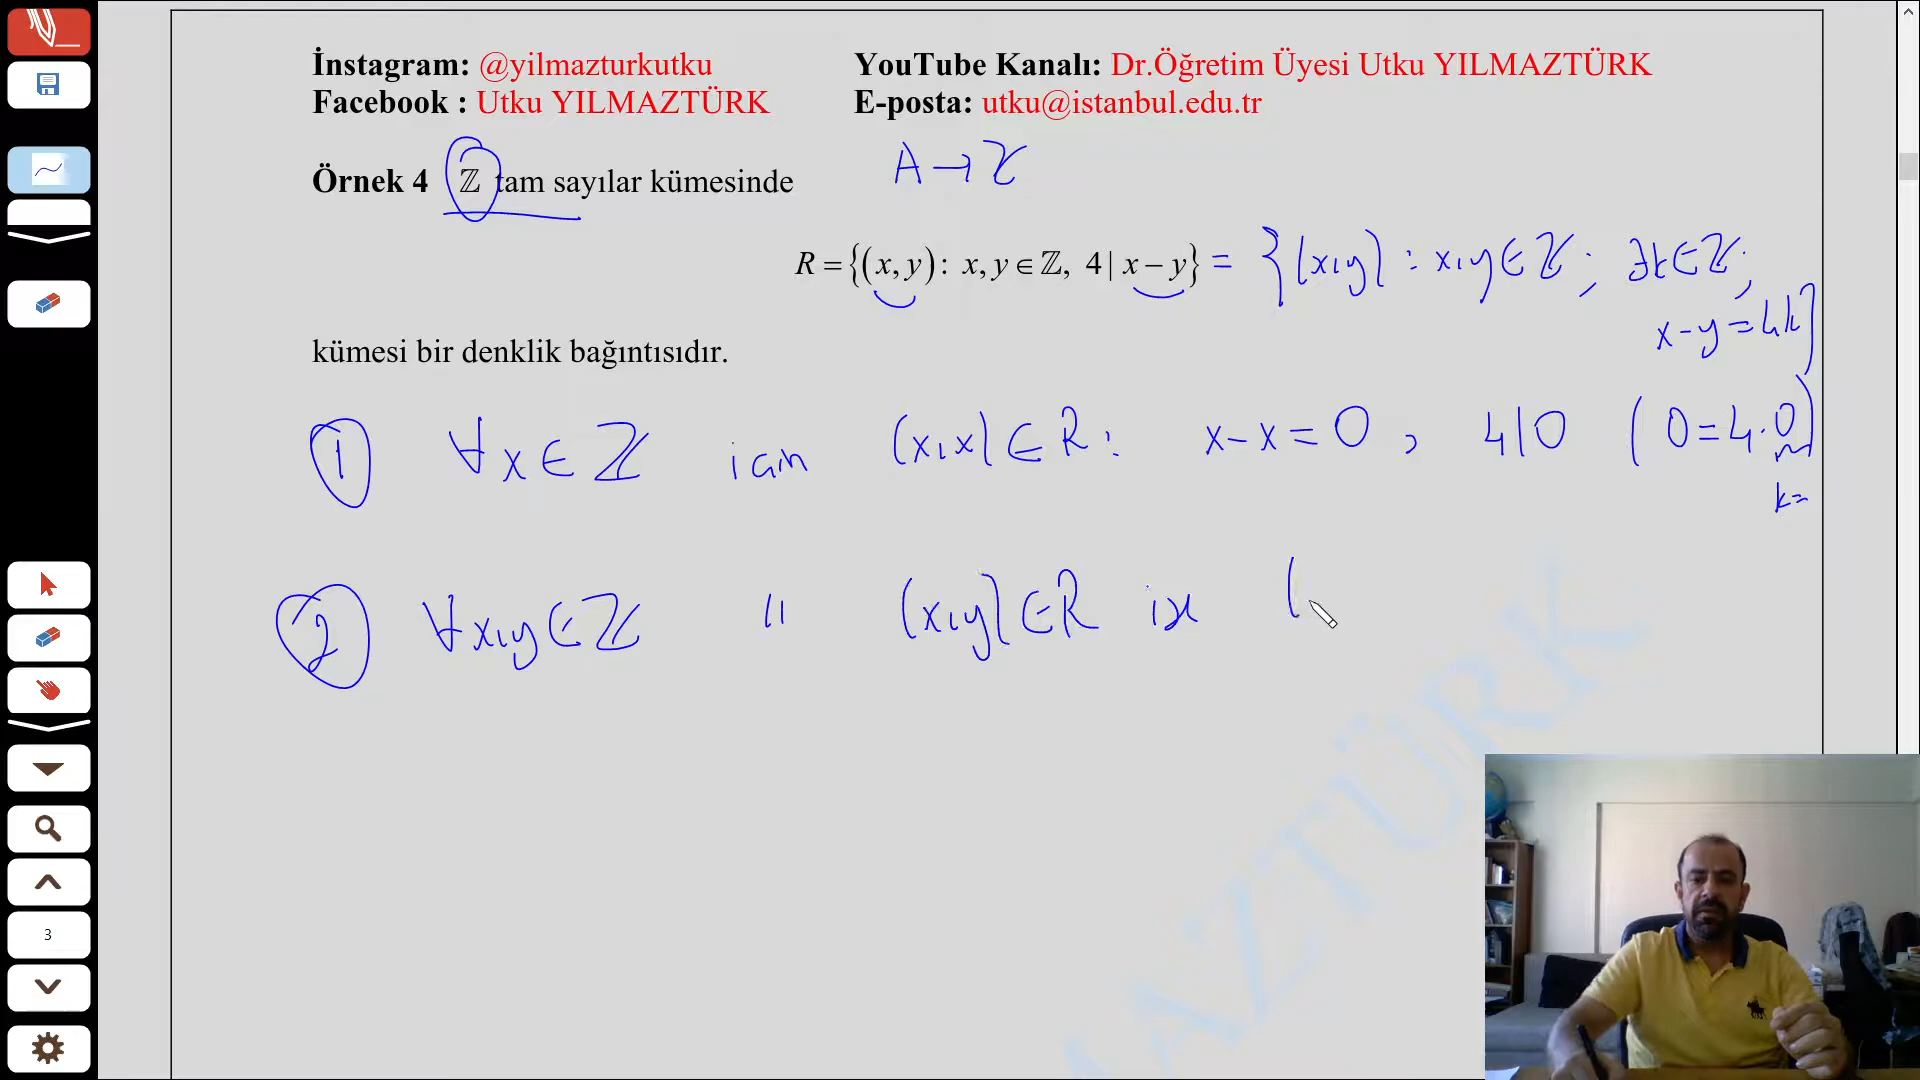 İnstagram: @yilmazturkutku YouTube Kanalı: Dr.Öğretim Üyesi Utku YILMAZTÜRK
Facebook : Utku YILMAZTÜRK E-posta: utku@istanbul.edu.tr
A → ℤ
Örnek 4 ℤ tam sayılar kümesinde
R = {(x, y) : x, y ∈ ℤ, 4 | x − y} = {(x,y) : x,y ∈ ℤ ; ∃k ∈ ℤ;
x-y = 4k}
kümesi bir denklik bağıntısıdır.
1 ∀x ∈ ℤ için (x,x) ∈ R : x-x = 0 , 4|0 (0 = 4.0)
k=
2 ∀x,y ∈ ℤ " (x,y) ∈ R ise (
AZTÜRK
3